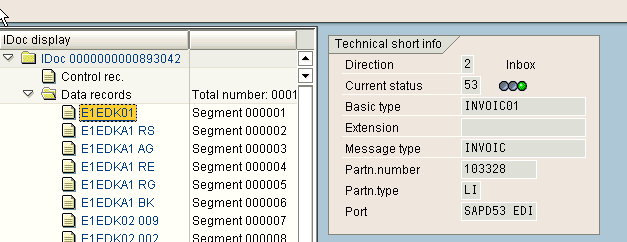 IDoc display
IDoc 0000000000893042
Control rec.
Data records Total number: 0001
E1EDK01 Segment 000001
E1EDKA1 RS Segment 000002
E1EDKA1 AG Segment 000003
E1EDKA1 RE Segment 000004
E1EDKA1 RG Segment 000005
E1EDKA1 BK Segment 000006
E1EDK02 009 Segment 000007
E1EDK02 002 Segment 000008
Technical short info
Direction 2 Inbox
Current status 53
Basic type INVOIC01
Extension
Message type INVOIC
Partn.number 103328
Partn.type LI
Port SAPD53 EDI